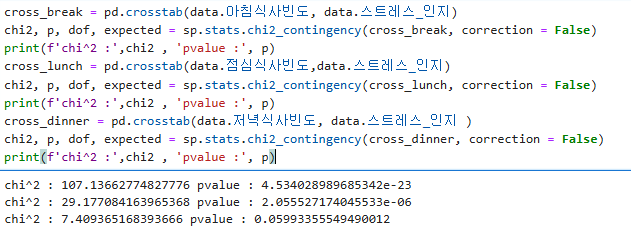 cross_break = pd.crosstab(data.아침식사빈도, data.스트레스_인지)
chi2, p, dof, expected = sp.stats.chi2_contingency(cross_break, correction = False)
print(f'chi^2 :',chi2 , 'pvalue :', p)
cross_lunch = pd.crosstab(data.점심식사빈도,data.스트레스_인지)
chi2, p, dof, expected = sp.stats.chi2_contingency(cross_lunch, correction = False)
print(f'chi^2 :',chi2 , 'pvalue :', p)
cross_dinner = pd.crosstab(data.저녁식사빈도, data.스트레스_인지 )
chi2, p, dof, expected = sp.stats.chi2_contingency(cross_dinner, correction = False)
print(f'chi^2 :',chi2 , 'pvalue :', p)
chi^2 : 107.13662774827776 pvalue : 4.534028989685342e-23
chi^2 : 29.177084163965368 pvalue : 2.055527174045533e-06
chi^2 : 7.409365168393666 pvalue : 0.05993355549490012